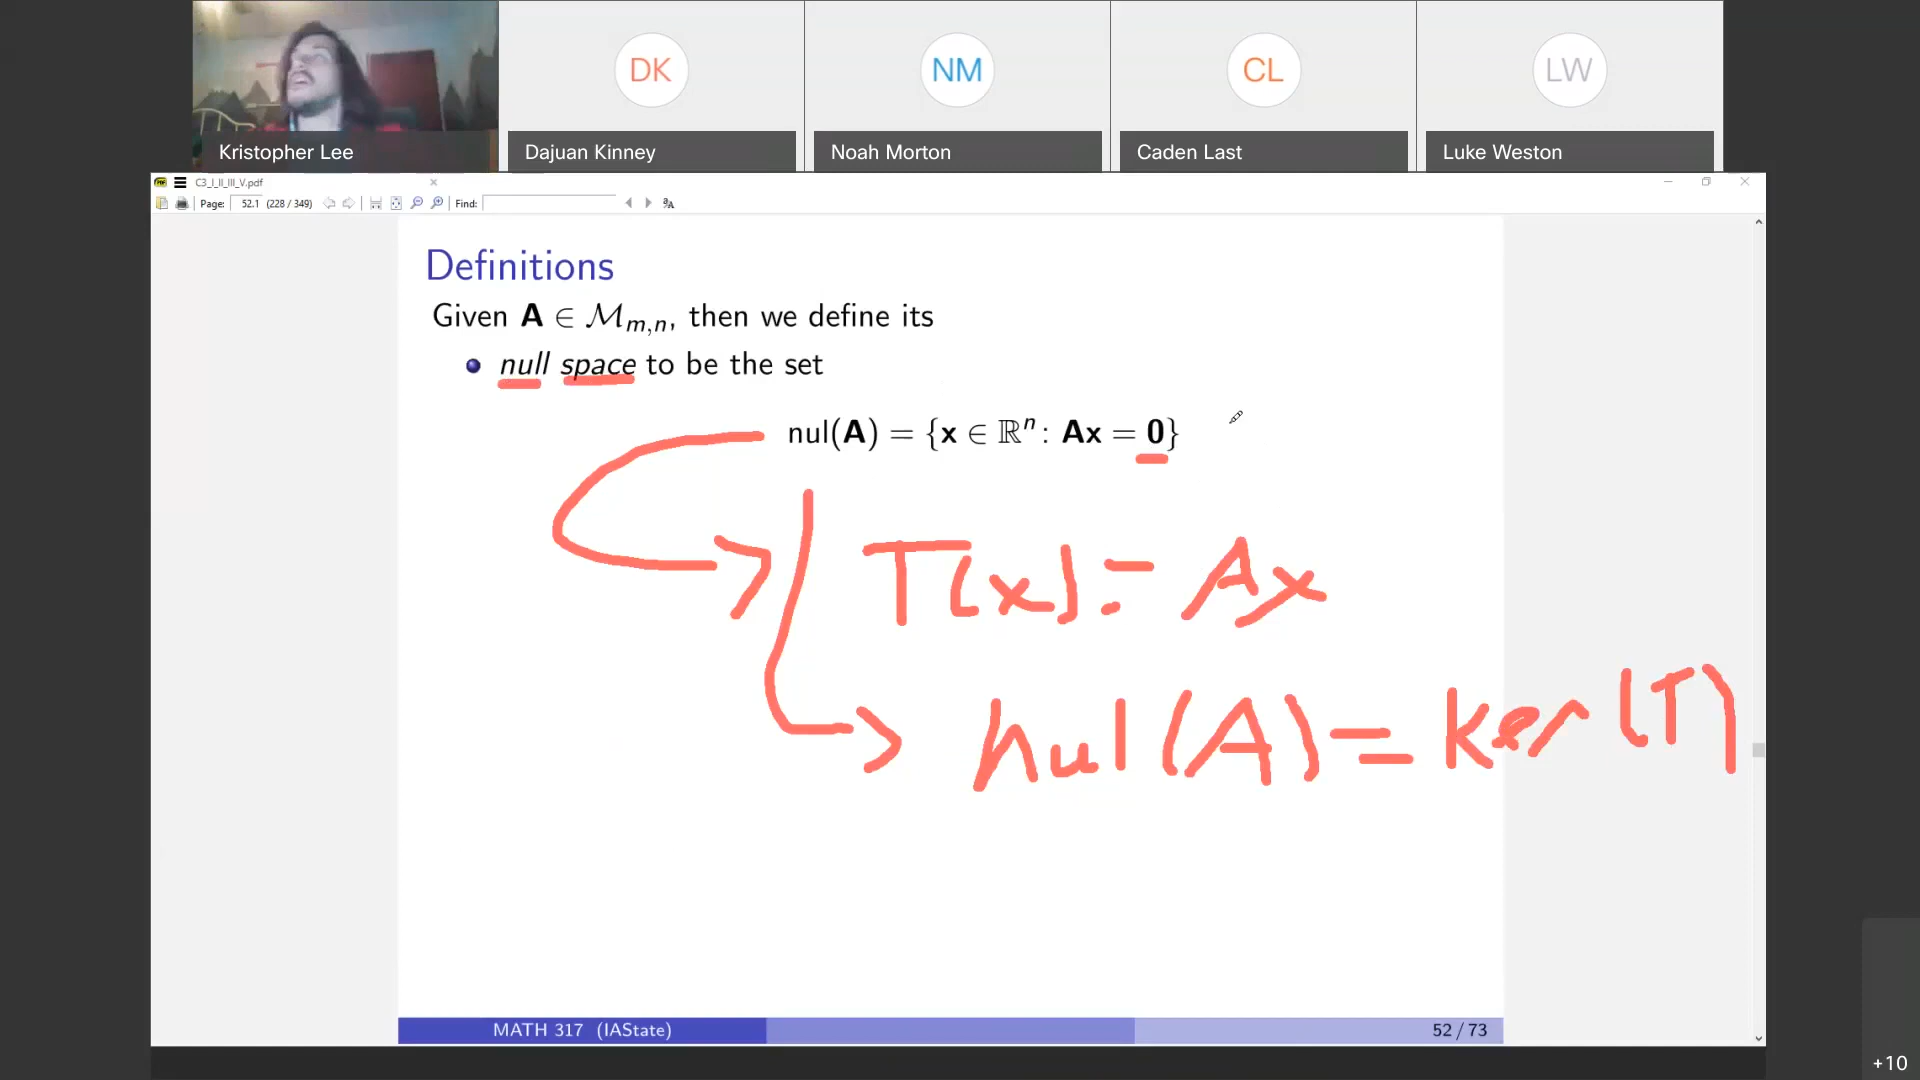 DK
NM
CL
LW
Kristopher Lee
Dajuan Kinney
Noah Morton
Caden Last
Luke Weston
C3_I_II_III_V.pdf
Page: 52.1 (228 / 349) Find:
Definitions
Given A ∈ ℳm,n, then we define its
null space to be the set
nul(A) = {x ∈ ℝⁿ: Ax = 0}
T(x) = Ax
nul(A) = ker(T)
MATH 317 (IAState)
52 / 73
+10